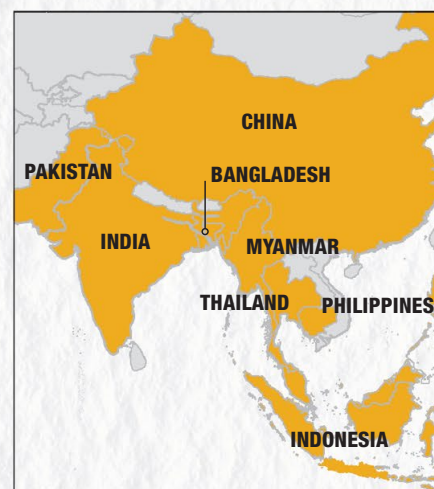 CHINA
PAKISTAN
BANGLADESH
INDIA
MYANMAR
THAILAND
PHILIPPINES
INDONESIA